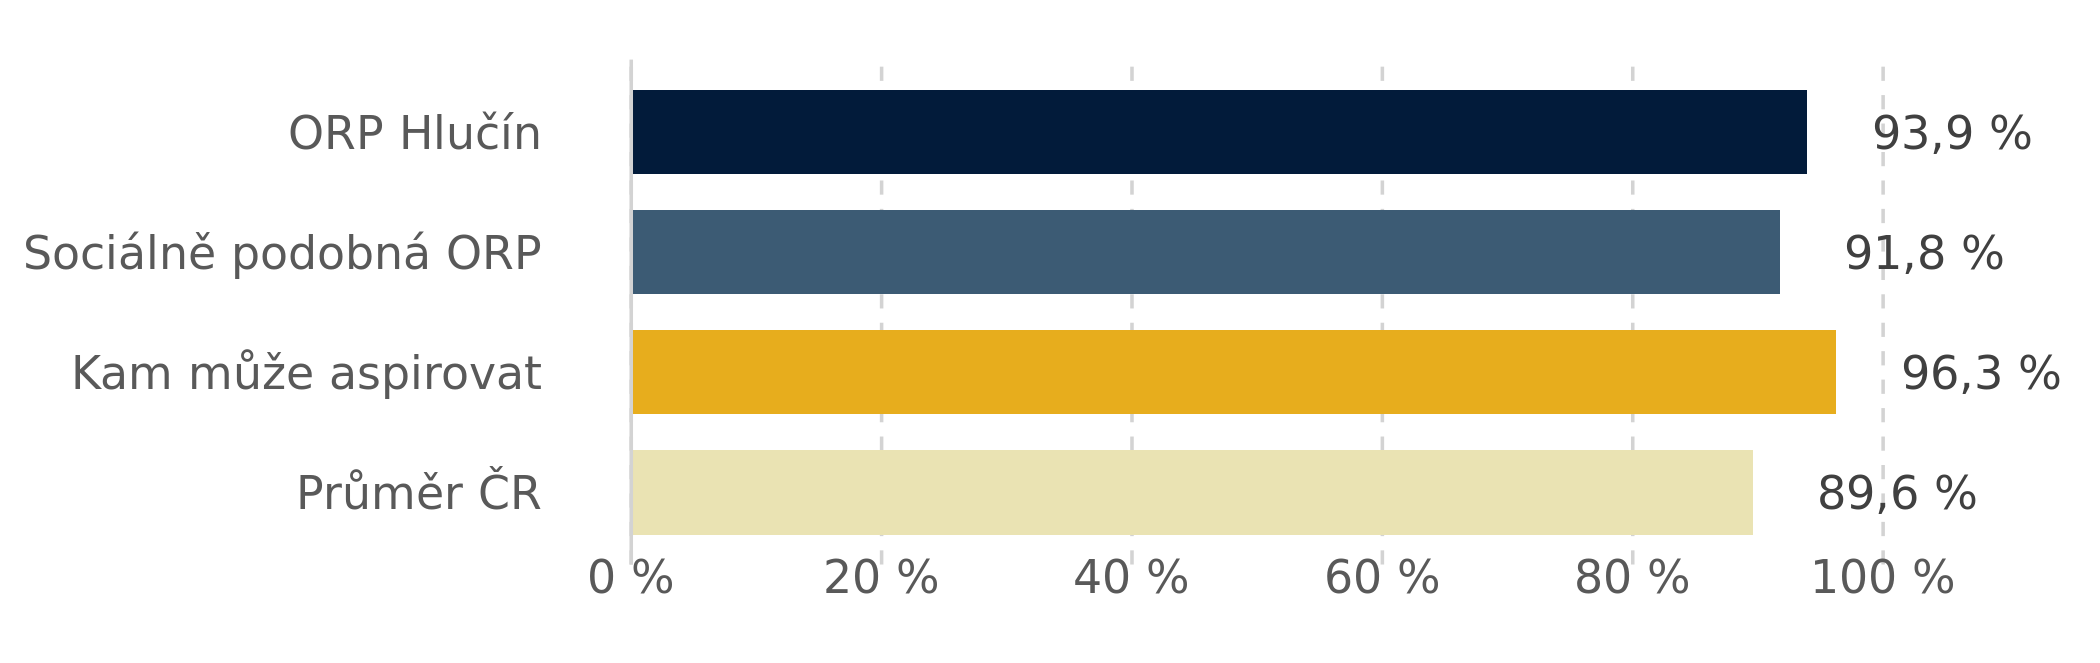 ORP Hlučín 93,9 %
Sociálně podobná ORP 91,8 %
Kam může aspirovat 96,3 %
Průměr ČR 89,6 %
0 % 20 % 40 % 60 % 80 % 100 %